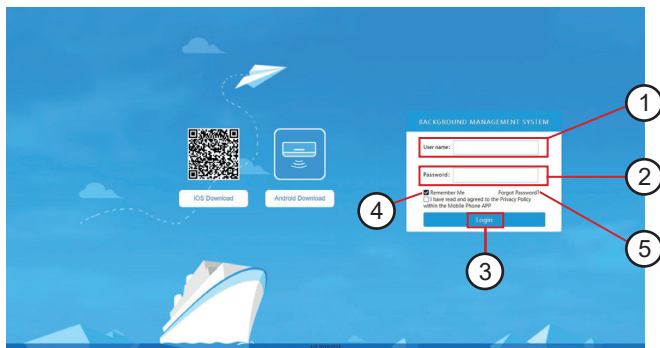 BACKGROUND MANAGEMENT SYSTEM
1
User name:
Password:
2
Remember Me Forgot Password?
I have read and agreed to the Privacy Policy
within the Mobile Phone APP
4
Login
5
3
iOS Download
Android Download